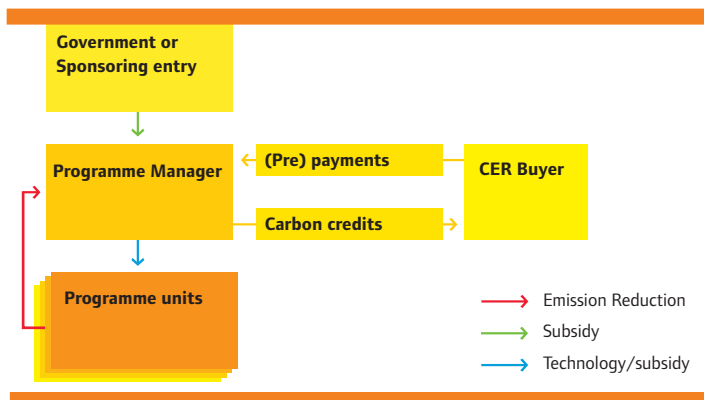 Government or
Sponsoring entry
(Pre) payments
Programme Manager
CER Buyer
Carbon credits
Programme units
Emission Reduction
Subsidy
Technology/subsidy